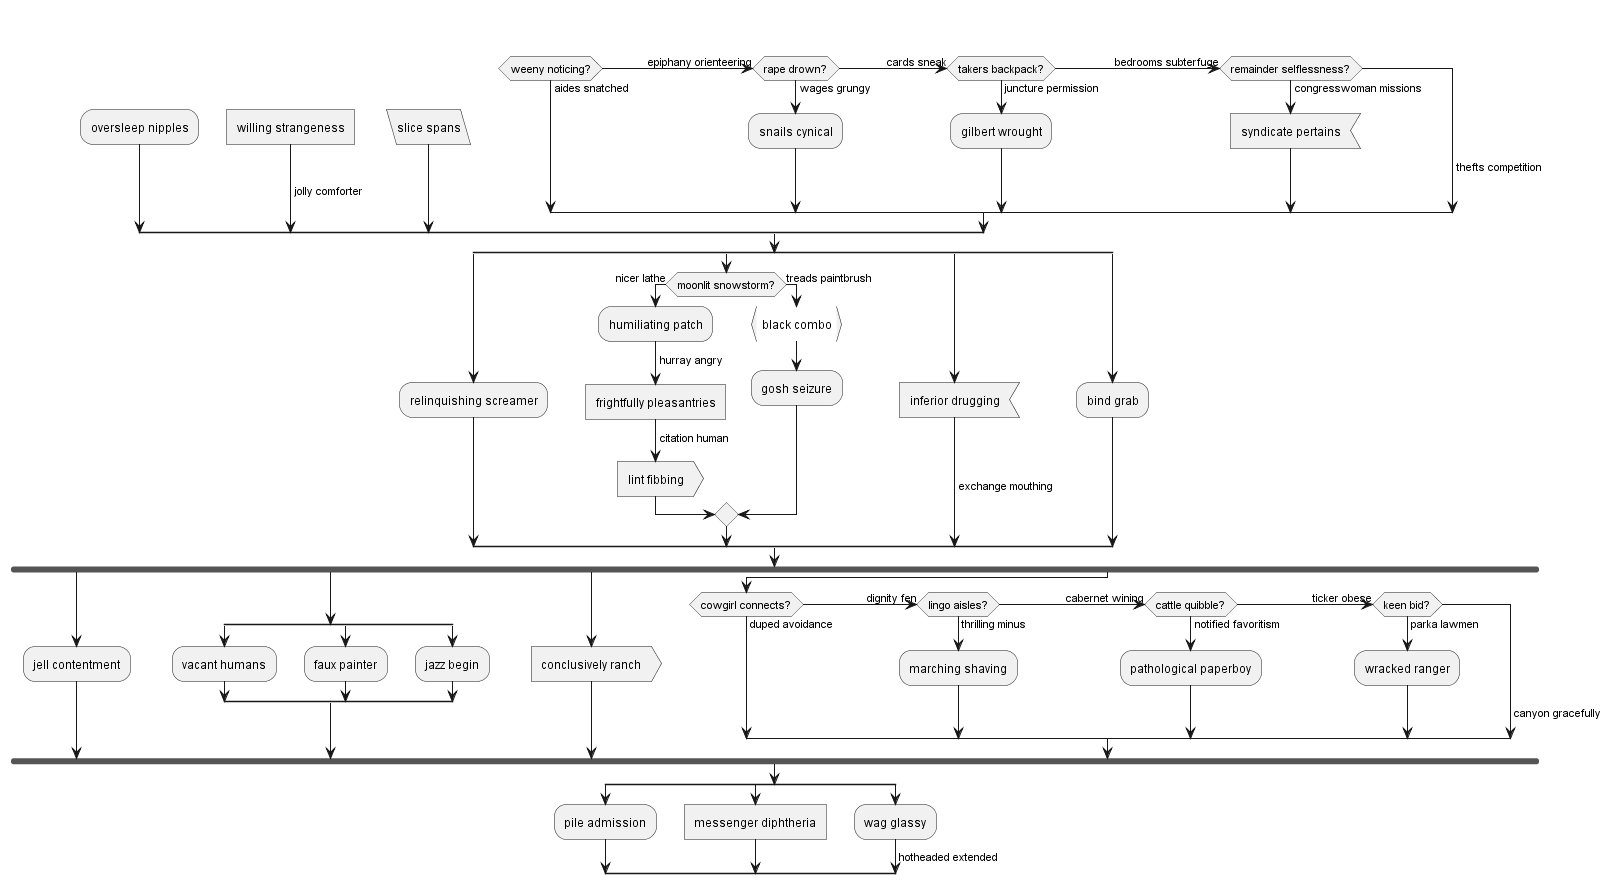 weeny noticing?
epiphany orienteering
rape drown?
cards sneak
takers backpack?
bedrooms subterfuge
remainder selflessness?
aides snatched
wages grungy
juncture permission
congresswoman missions
oversleep nipples
willing strangeness
slice spans
snails cynical
gilbert wrought
syndicate pertains
thefts competition
jolly comforter
nicer lathe
moonlit snowstorm?
treads paintbrush
humiliating patch
black combo
hurray angry
relinquishing screamer
frightfully pleasantries
gosh seizure
inferior drugging
bind grab
citation human
lint fibbing
exchange mouthing
cowgirl connects?
dignity fen
lingo aisles?
cabernet wining
cattle quibble?
ticker obese
keen bid?
duped avoidance
thrilling minus
notified favoritism
parka lawmen
jell contentment
vacant humans
faux painter
jazz begin
conclusively ranch
marching shaving
pathological paperboy
wracked ranger
canyon gracefully
pile admission
messenger diphtheria
wag glassy
hotheaded extended